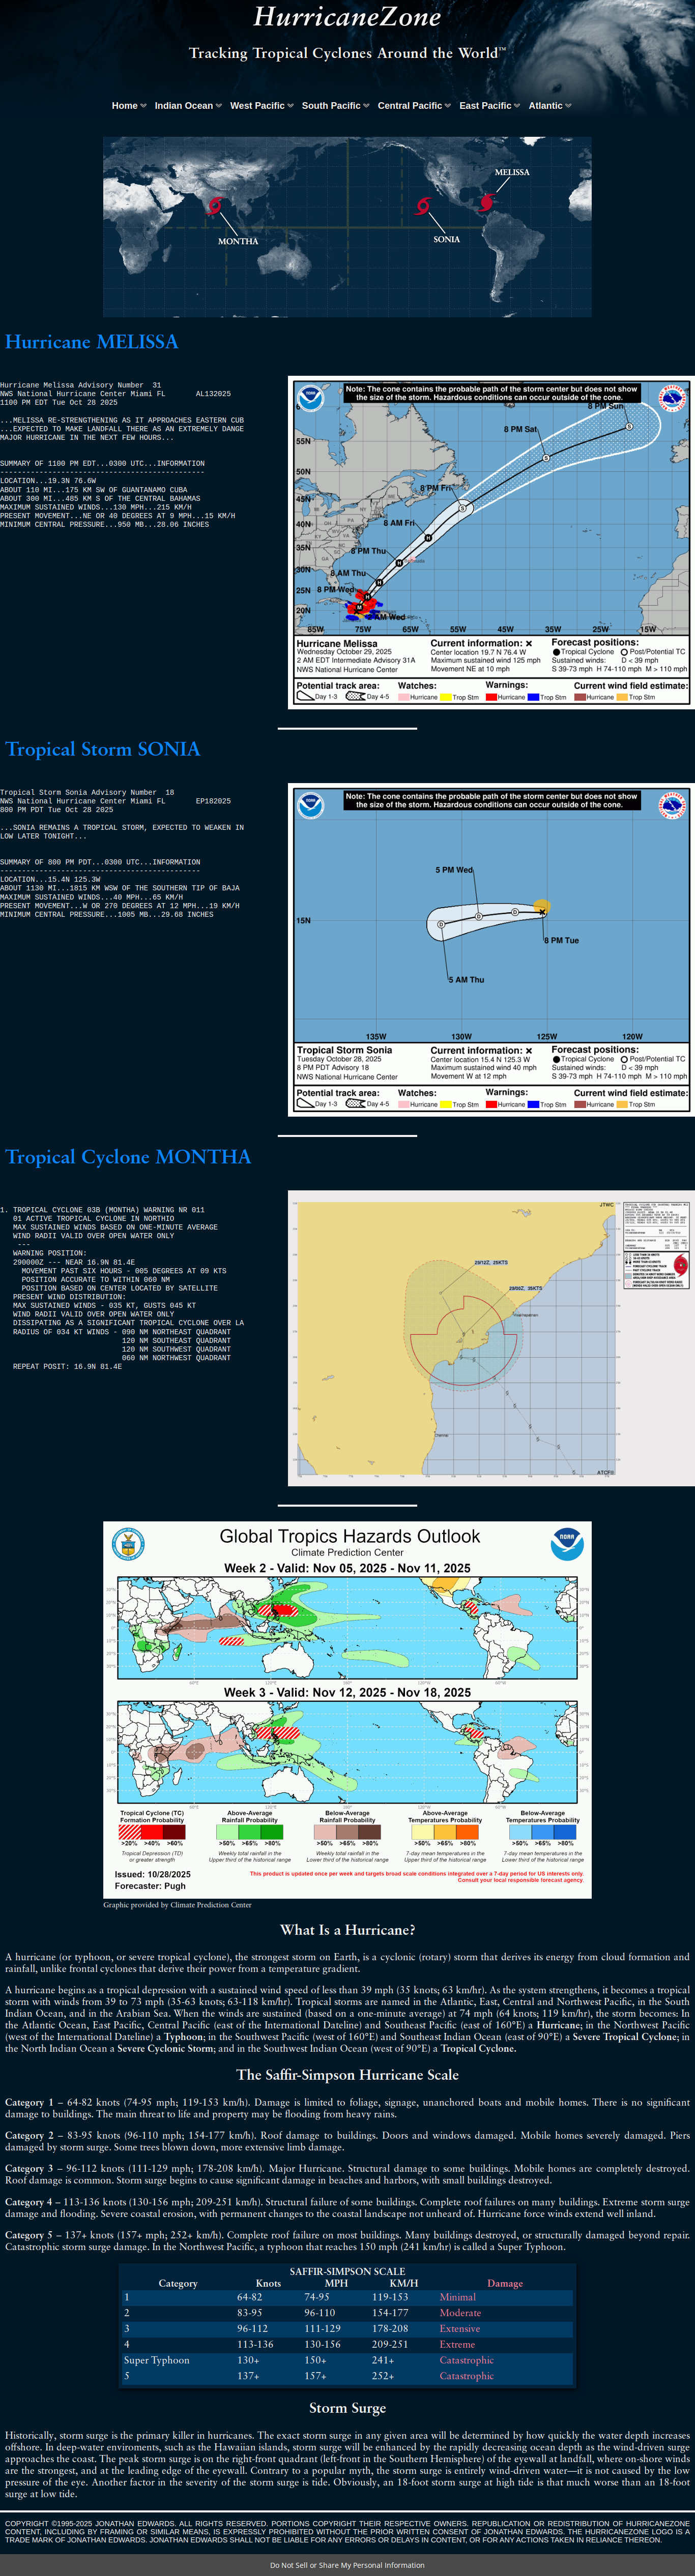 HurricaneZone
Tracking Tropical Cyclones Around the World™
Home Indian Ocean West Pacific South Pacific Central Pacific East Pacific Atlantic
MELISSA
MONTHA
SONIA
Hurricane MELISSA
Hurricane Melissa Advisory Number 31
NWS National Hurricane Center Miami FL AL132025
1100 PM EDT Tue Oct 28 2025
...MELISSA RE-STRENGTHENING AS IT APPROACHES EASTERN CUB
...EXPECTED TO MAKE LANDFALL THERE AS AN EXTREMELY DANGE
MAJOR HURRICANE IN THE NEXT FEW HOURS...
SUMMARY OF 1100 PM EDT...0300 UTC...INFORMATION
-----------------------------------------------
LOCATION...19.3N 76.6W
ABOUT 110 MI...175 KM SW OF GUANTANAMO CUBA
ABOUT 300 MI...485 KM S OF THE CENTRAL BAHAMAS
MAXIMUM SUSTAINED WINDS...130 MPH...215 KM/H
PRESENT MOVEMENT...NE OR 40 DEGREES AT 9 MPH...15 KM/H
MINIMUM CENTRAL PRESSURE...950 MB...28.06 INCHES
Note: The cone contains the probable path of the storm center but does not show
the size of the storm. Hazardous conditions can occur outside of the cone.
8 PM Sun
8 PM Sat
55N
50N
8 PM Fri
45N
40N
8 AM Fri
35N
8 PM Thu
30N
8 AM Thu
25N
8 PM Wed
20N
AM Wed
85W 75W 65W 55W 45W 35W 25W 15W
Hurricane Melissa
Wednesday October 29, 2025
2 AM EDT Intermediate Advisory 31A
NWS National Hurricane Center
Current information: ×
Center location 19.7 N 76.4 W
Maximum sustained wind 125 mph
Movement NE at 10 mph
Forecast positions:
Tropical Cyclone Post/Potential TC
Sustained winds: D < 39 mph
S 39-73 mph H 74-110 mph M > 110 mph
Potential track area: Watches: Warnings: Current wind field estimate:
Day 1-3 Day 4-5 Hurricane Trop Stm Hurricane Trop Stm Hurricane Trop Stm
Tropical Storm SONIA
Tropical Storm Sonia Advisory Number 18
NWS National Hurricane Center Miami FL EP182025
800 PM PDT Tue Oct 28 2025
...SONIA REMAINS A TROPICAL STORM, EXPECTED TO WEAKEN IN
LOW LATER TONIGHT...
SUMMARY OF 800 PM PDT...0300 UTC...INFORMATION
----------------------------------------------
LOCATION...15.4N 125.3W
ABOUT 1130 MI...1815 KM WSW OF THE SOUTHERN TIP OF BAJA
MAXIMUM SUSTAINED WINDS...40 MPH...65 KM/H
PRESENT MOVEMENT...W OR 270 DEGREES AT 12 MPH...19 KM/H
MINIMUM CENTRAL PRESSURE...1005 MB...29.68 INCHES
Note: The cone contains the probable path of the storm center but does not show
the size of the storm. Hazardous conditions can occur outside of the cone.
5 PM Wed
15N
8 PM Tue
5 AM Thu
135W 130W 125W 120W
Tropical Storm Sonia
Tuesday October 28, 2025
8 PM PDT Advisory 18
NWS National Hurricane Center
Current information: ×
Center location 15.4 N 125.3 W
Maximum sustained wind 40 mph
Movement W at 12 mph
Forecast positions:
Tropical Cyclone Post/Potential TC
Sustained winds: D < 39 mph
S 39-73 mph H 74-110 mph M > 110 mph
Potential track area: Watches: Warnings: Current wind field estimate:
Day 1-3 Day 4-5 Hurricane Trop Stm Hurricane Trop Stm Hurricane Trop Stm
Tropical Cyclone MONTHA
1. TROPICAL CYCLONE 03B (MONTHA) WARNING NR 011
01 ACTIVE TROPICAL CYCLONE IN NORTHIO
MAX SUSTAINED WINDS BASED ON ONE-MINUTE AVERAGE
WIND RADII VALID OVER OPEN WATER ONLY
---
WARNING POSITION:
290000Z --- NEAR 16.9N 81.4E
MOVEMENT PAST SIX HOURS - 005 DEGREES AT 09 KTS
POSITION ACCURATE TO WITHIN 060 NM
POSITION BASED ON CENTER LOCATED BY SATELLITE
PRESENT WIND DISTRIBUTION:
MAX SUSTAINED WINDS - 035 KT, GUSTS 045 KT
WIND RADII VALID OVER OPEN WATER ONLY
DISSIPATING AS A SIGNIFICANT TROPICAL CYCLONE OVER LA
RADIUS OF 034 KT WINDS - 090 NM NORTHEAST QUADRANT
120 NM SOUTHEAST QUADRANT
120 NM SOUTHWEST QUADRANT
060 NM NORTHWEST QUADRANT
REPEAT POSIT: 16.9N 81.4E
JTWC
29/12Z, 25KTS
29/00Z, 35KTS
ATCF®
Global Tropics Hazards Outlook
Climate Prediction Center
Week 2 - Valid: Nov 05, 2025 - Nov 11, 2025
Week 3 - Valid: Nov 12, 2025 - Nov 18, 2025
Tropical Cyclone (TC) Formation Probability
>20% >40% >60%
Tropical Depression (TD) or greater strength
Above-Average Rainfall Probability
>50% >65% >80%
Weekly total rainfall in the Upper third of the historical range
Below-Average Rainfall Probability
>50% >65% >80%
Weekly total rainfall in the Lower third of the historical range
Above-Average Temperatures Probability
>50% >65% >80%
7-day mean temperatures in the Upper third of the historical range
Below-Average Temperatures Probability
>50% >65% >80%
7-day mean temperatures in the Lower third of the historical range
Issued: 10/28/2025
Forecaster: Pugh
This product is updated once per week and targets broad scale conditions integrated over a 7-day period for US interests only.
Consult your local responsible forecast agency.
Graphic provided by Climate Prediction Center
What Is a Hurricane?
A hurricane (or typhoon, or severe tropical cyclone), the strongest storm on Earth, is a cyclonic (rotary) storm that derives its energy from cloud formation and
rainfall, unlike frontal cyclones that derive their power from a temperature gradient.
A hurricane begins as a tropical depression with a sustained wind speed of less than 39 mph (35 knots; 63 km/hr). As the system strengthens, it becomes a tropical
storm with winds from 39 to 73 mph (35-63 knots; 63-118 km/hr). Tropical storms are named in the Atlantic, East, Central and Northwest Pacific, in the South
Indian Ocean, and in the Arabian Sea. When the winds are sustained (based on a one-minute average) at 74 mph (64 knots; 119 km/hr), the storm becomes: In
the Atlantic Ocean, East Pacific, Central Pacific (east of the International Dateline) and Southeast Pacific (east of 160°E) a Hurricane; in the Northwest Pacific
(west of the International Dateline) a Typhoon; in the Southwest Pacific (west of 160°E) and Southeast Indian Ocean (east of 90°E) a Severe Tropical Cyclone; in
the North Indian Ocean a Severe Cyclonic Storm; and in the Southwest Indian Ocean (west of 90°E) a Tropical Cyclone.
The Saffir-Simpson Hurricane Scale
Category 1 – 64-82 knots (74-95 mph; 119-153 km/h). Damage is limited to foliage, signage, unanchored boats and mobile homes. There is no significant
damage to buildings. The main threat to life and property may be flooding from heavy rains.
Category 2 – 83-95 knots (96-110 mph; 154-177 km/h). Roof damage to buildings. Doors and windows damaged. Mobile homes severely damaged. Piers
damaged by storm surge. Some trees blown down, more extensive limb damage.
Category 3 – 96-112 knots (111-129 mph; 178-208 km/h). Major Hurricane. Structural damage to some buildings. Mobile homes are completely destroyed.
Roof damage is common. Storm surge begins to cause significant damage in beaches and harbors, with small buildings destroyed.
Category 4 – 113-136 knots (130-156 mph; 209-251 km/h). Structural failure of some buildings. Complete roof failures on many buildings. Extreme storm surge
damage and flooding. Severe coastal erosion, with permanent changes to the coastal landscape not unheard of. Hurricane force winds extend well inland.
Category 5 – 137+ knots (157+ mph; 252+ km/h). Complete roof failure on most buildings. Many buildings destroyed, or structurally damaged beyond repair.
Catastrophic storm surge damage. In the Northwest Pacific, a typhoon that reaches 150 mph (241 km/hr) is called a Super Typhoon.
SAFFIR-SIMPSON SCALE
Category Knots MPH KM/H Damage
1 64-82 74-95 119-153 Minimal
2 83-95 96-110 154-177 Moderate
3 96-112 111-129 178-208 Extensive
4 113-136 130-156 209-251 Extreme
Super Typhoon 130+ 150+ 241+ Catastrophic
5 137+ 157+ 252+ Catastrophic
Storm Surge
Historically, storm surge is the primary killer in hurricanes. The exact storm surge in any given area will be determined by how quickly the water depth increases
offshore. In deep-water enviroments, such as the Hawaiian islands, storm surge will be enhanced by the rapidly decreasing ocean depth as the wind-driven surge
approaches the coast. The peak storm surge is on the right-front quadrant (left-front in the Southern Hemisphere) of the eyewall at landfall, where on-shore winds
are the strongest, and at the leading edge of the eyewall. Contrary to a popular myth, the storm surge is entirely wind-driven water—it is not caused by the low
pressure of the eye. Another factor in the severity of the storm surge is tide. Obviously, an 18-foot storm surge at high tide is that much worse than an 18-foot
surge at low tide.
COPYRIGHT ©1995-2025 JONATHAN EDWARDS. ALL RIGHTS RESERVED. PORTIONS COPYRIGHT THEIR RESPECTIVE OWNERS. REPUBLICATION OR REDISTRIBUTION OF HURRICANEZONE
CONTENT, INCLUDING BY FRAMING OR SIMILAR MEANS, IS EXPRESSLY PROHIBITED WITHOUT THE PRIOR WRITTEN CONSENT OF JONATHAN EDWARDS. THE HURRICANEZONE LOGO IS A
TRADE MARK OF JONATHAN EDWARDS. JONATHAN EDWARDS SHALL NOT BE LIABLE FOR ANY ERRORS OR DELAYS IN CONTENT, OR FOR ANY ACTIONS TAKEN IN RELIANCE THEREON.
Do Not Sell or Share My Personal Information